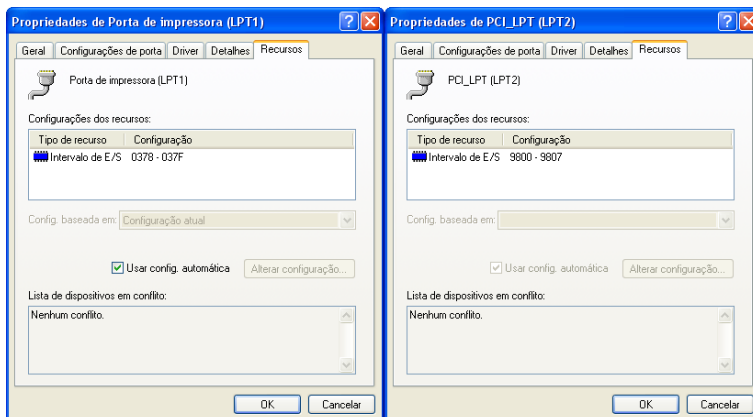 Propriedades de Porta de impressora (LPT1)
Geral Configurações de porta Driver Detalhes Recursos
Porta de impressora (LPT1)
Configurações dos recursos:
Tipo de recurso Configuração
Intervalo de E/S 0378 - 037F
Config. baseada em: Configuração atual
Usar config. automática Alterar configuração...
Lista de dispositivos em conflito:
Nenhum conflito.
OK Cancelar
Propriedades de PCI_LPT (LPT2)
Geral Configurações de porta Driver Detalhes Recursos
PCI_LPT (LPT2)
Configurações dos recursos:
Tipo de recurso Configuração
Intervalo de E/S 9800 - 9807
Config. baseada em:
Usar config. automática Alterar configuração...
Lista de dispositivos em conflito:
Nenhum conflito.
OK Cancelar